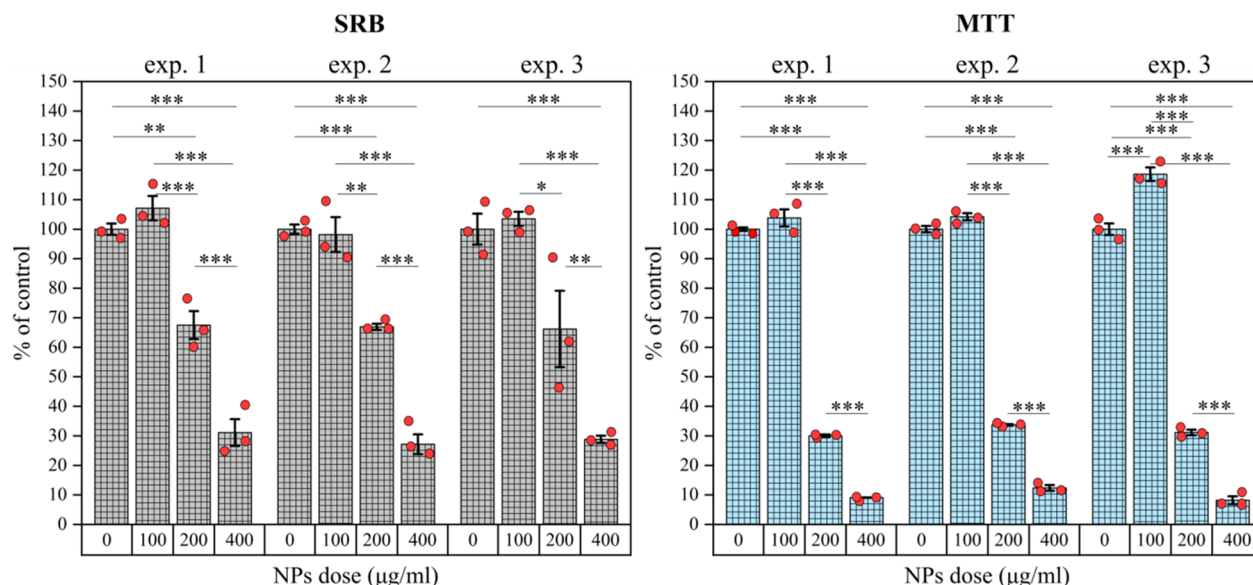 SRB
exp. 1 exp. 2 exp. 3
% of control
150
140
130
120
110
100
90
80
70
60
50
40
30
20
10
0
*** *** ***
** ***
*** *** ***
*** ** *
*** *** **
0 100 200 400 0 100 200 400 0 100 200 400
NPs dose (μg/ml)
MTT
exp. 1 exp. 2 exp. 3
% of control
150
140
130
120
110
100
90
80
70
60
50
40
30
20
10
0
*** *** ***
***
*** *** ***
*** *** *** ***
*** ***
*** *** ***
0 100 200 400 0 100 200 400 0 100 200 400
NPs dose (μg/ml)